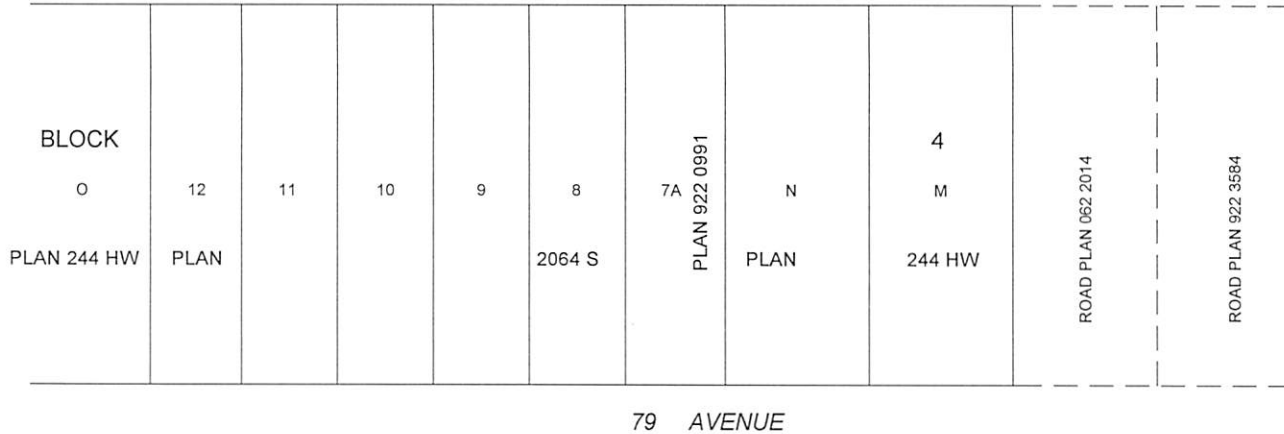 BLOCK 4
O 12 11 10 9 8 7A N M
PLAN 244 HW PLAN 2064 S PLAN 244 HW
PLAN 922 0991
ROAD PLAN 062 2014
ROAD PLAN 922 3584
79 AVENUE